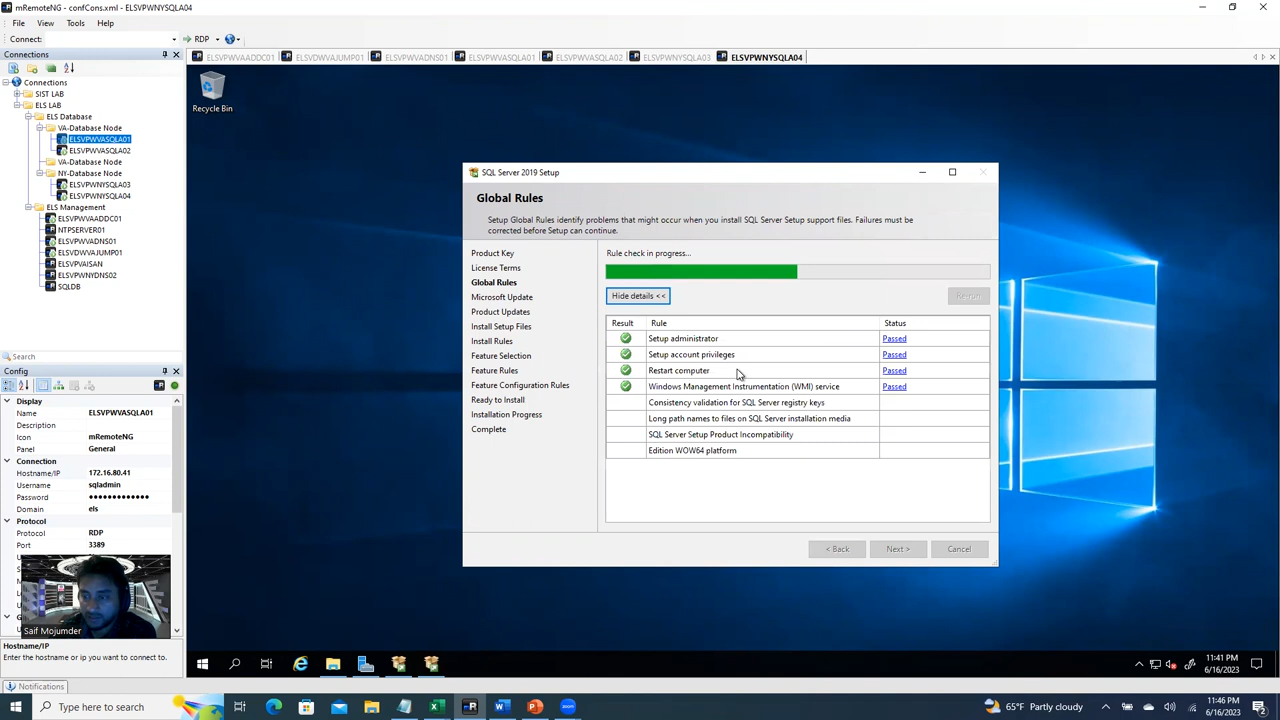 mRemoteNG - confCons.xml - ELSVPWNYSQLA04
File View Tools Help
Connect: RDP
Connections
Connections
SIST LAB
ELS LAB
ELS Database
VA-Database Node
ELSVPWVASQLA01
ELSVPWVASQLA02
VA-Database Node
NY-Database Node
ELSVPWNYSQLA03
ELSVPWNYSQLA04
ELS Management
ELSVPWVAADDC01
NTPSERVER01
ELSVPWVADNS01
ELSVDWVAJUMP01
ELSVPVAISAN
ELSVPWNYDNS02
SQLDB
Search
Config
Display
Name ELSVPWVASQLA01
Description
Icon mRemoteNG
Panel General
Connection
Hostname/IP 172.16.80.41
Username sqladmin
Password ●●●●●●●●●●●●●
Domain els
Protocol
Protocol RDP
Port 3389
Saif Mojumder
Hostname/IP
Enter the hostname or ip you want to connect to.
Notifications
ELSVPWVAADDC01 ELSVDWVAJUMP01 ELSVPWVADNS01 ELSVPWVASQLA01 ELSVPWVASQLA02 ELSVPWNYSQLA03 ELSVPWNYSQLA04
Recycle Bin
SQL Server 2019 Setup
Global Rules
Setup Global Rules identify problems that might occur when you install SQL Server Setup support files. Failures must be
corrected before Setup can continue.
Product Key
License Terms
Global Rules
Microsoft Update
Product Updates
Install Setup Files
Install Rules
Feature Selection
Feature Rules
Feature Configuration Rules
Ready to Install
Installation Progress
Complete
Rule check in progress...
Hide details <<
Re-run
Result Rule Status
Setup administrator Passed
Setup account privileges Passed
Restart computer Passed
Windows Management Instrumentation (WMI) service Passed
Consistency validation for SQL Server registry keys
Long path names to files on SQL Server installation media
SQL Server Setup Product Incompatibility
Edition WOW64 platform
< Back Next > Cancel
11:41 PM
6/16/2023
Type here to search
65°F Partly cloudy
11:46 PM
6/16/2023
2